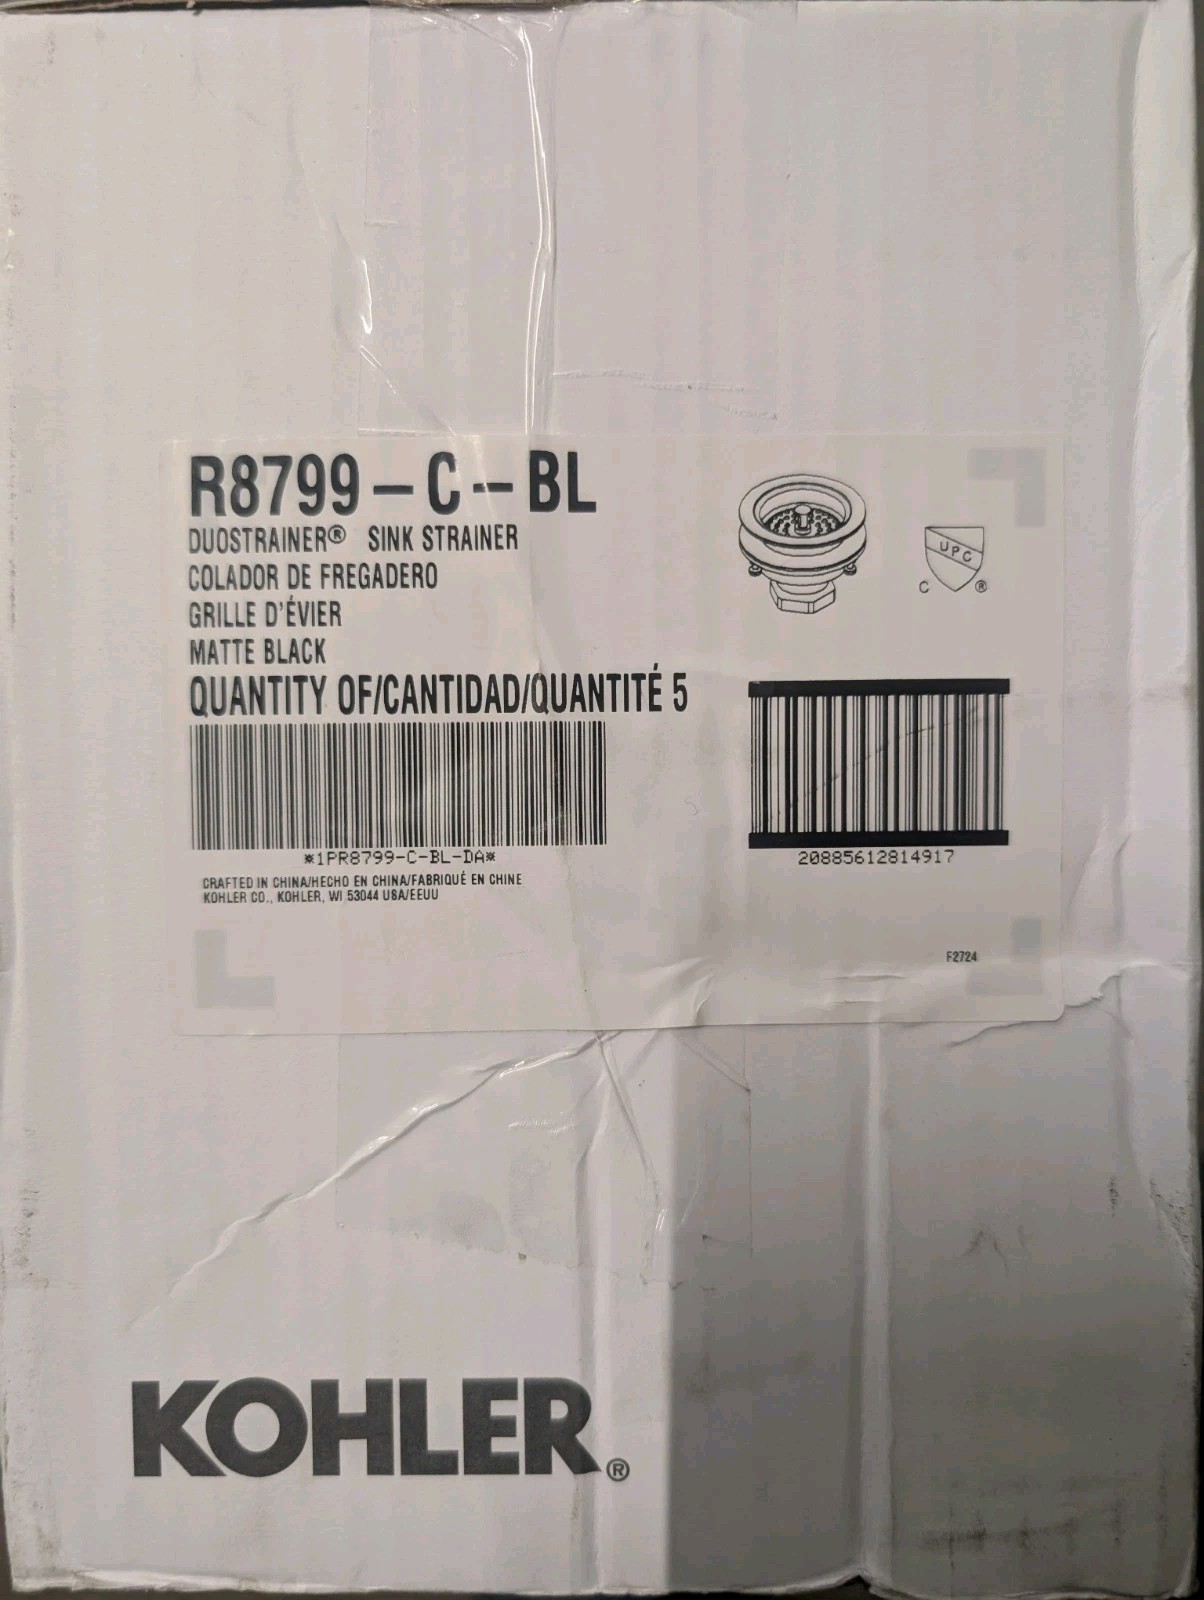 R8799-C-BL
DUOSTRAINER® SINK STRAINER
COLADOR DE FREGADERO
GRILLE D'ÉVIER
MATTE BLACK
QUANTITY OF/CANTIDAD/QUANTITÉ 5
*1PR8799-C-BL-DA*
CRAFTED IN CHINA/HECHO EN CHINA/FABRIQUÉ EN CHINE
KOHLER CO., KOHLER, WI 53044 USA/EEUU
UPC
C ®
20885612814917
F2724
KOHLER®